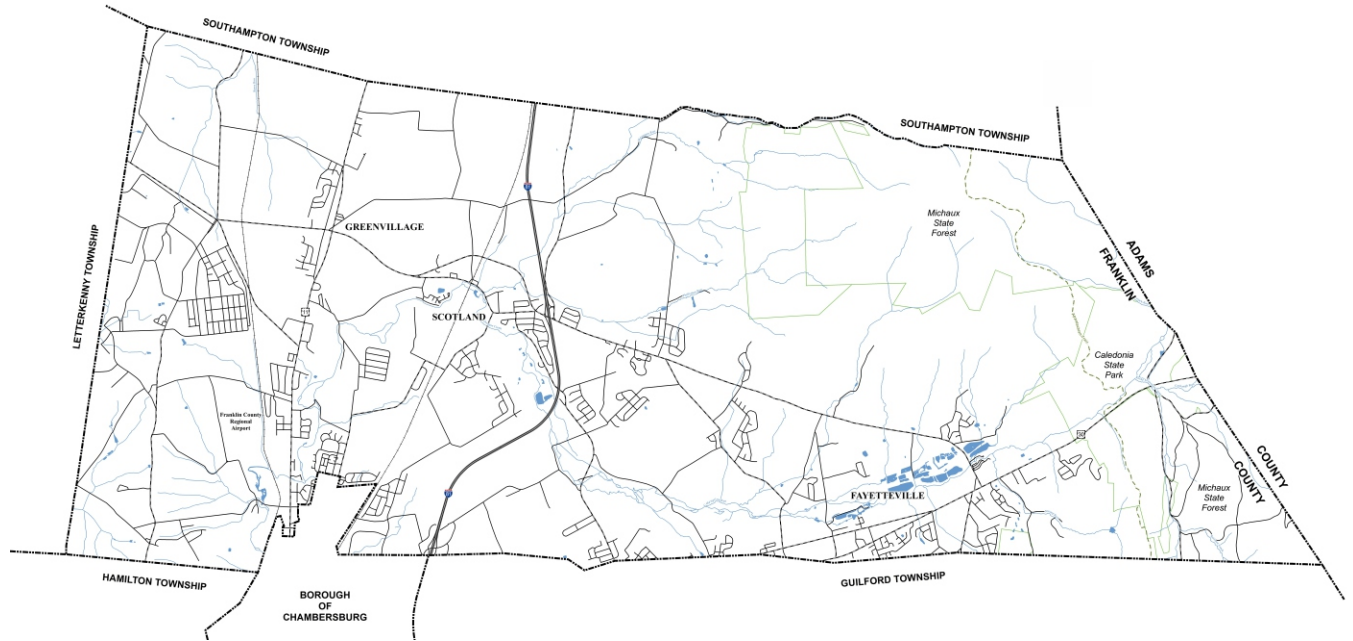 SOUTHAMPTON TOWNSHIP
SOUTHAMPTON TOWNSHIP
LETTERKENNY TOWNSHIP
GREENVILLAGE
Michaux
State
Forest
ADAMS
FRANKLIN
SCOTLAND
Caledonia
State
Park
Franklin County
Regional
Airport
COUNTY
COUNTY
FAYETTEVILLE
Michaux
State
Forest
HAMILTON TOWNSHIP
GUILFORD TOWNSHIP
BOROUGH
OF
CHAMBERSBURG